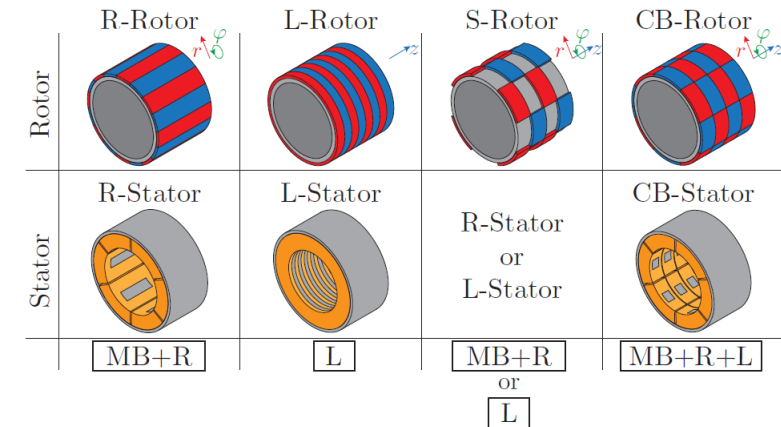 R-Rotor L-Rotor S-Rotor CB-Rotor
r φ z r φ z r φ z
Rotor
R-Stator L-Stator CB-Stator
R-Stator
or
L-Stator
Stator
MB+R L MB+R MB+R+L
or
L